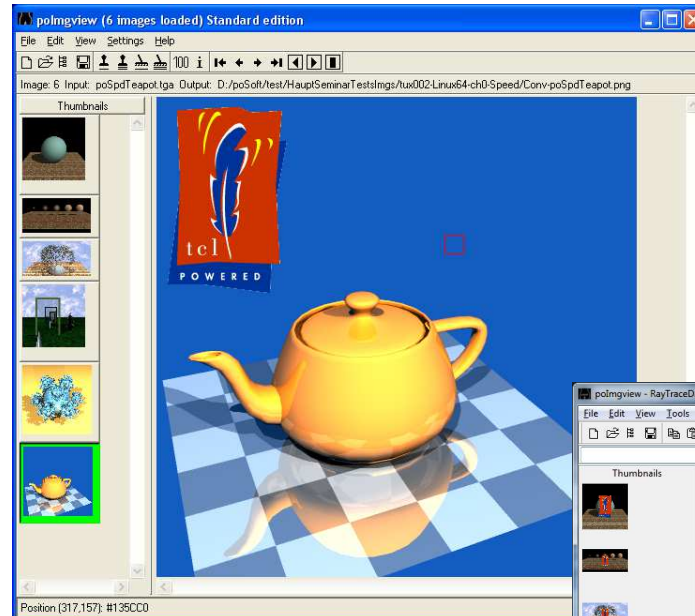 poImgview (6 images loaded) Standard edition
File Edit View Settings Help
100 i
Image: 6 Input: poSpdTeapot.tga Output: D:/poSoft/test/HauptSeminarTestsImgs/tux002-Linux64-ch0-Speed/Conv-poSpdTeapot.png
Thumbnails
tcl
POWERED
poImgview - RayTraceD
File Edit View Tools
Thumbnails
Position (317,157): #135CC0